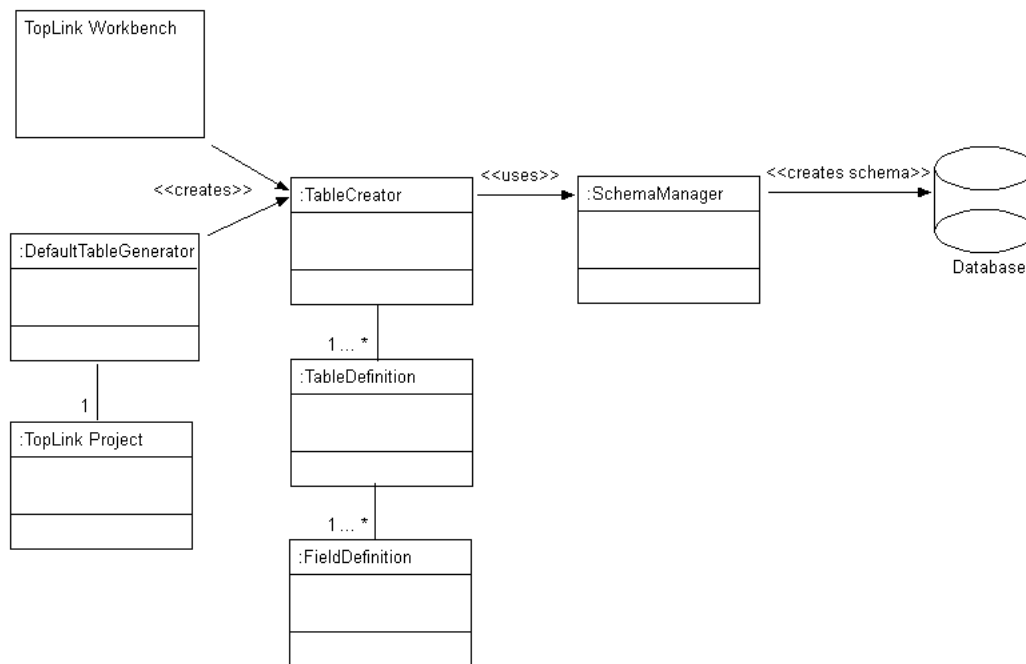 TopLink Workbench
<<creates>>
:TableCreator
<<uses>>
:SchemaManager
<<creates schema>>
Database
:DefaultTableGenerator
1
:TopLink Project
1 ... *
:TableDefinition
1 ... *
:FieldDefinition